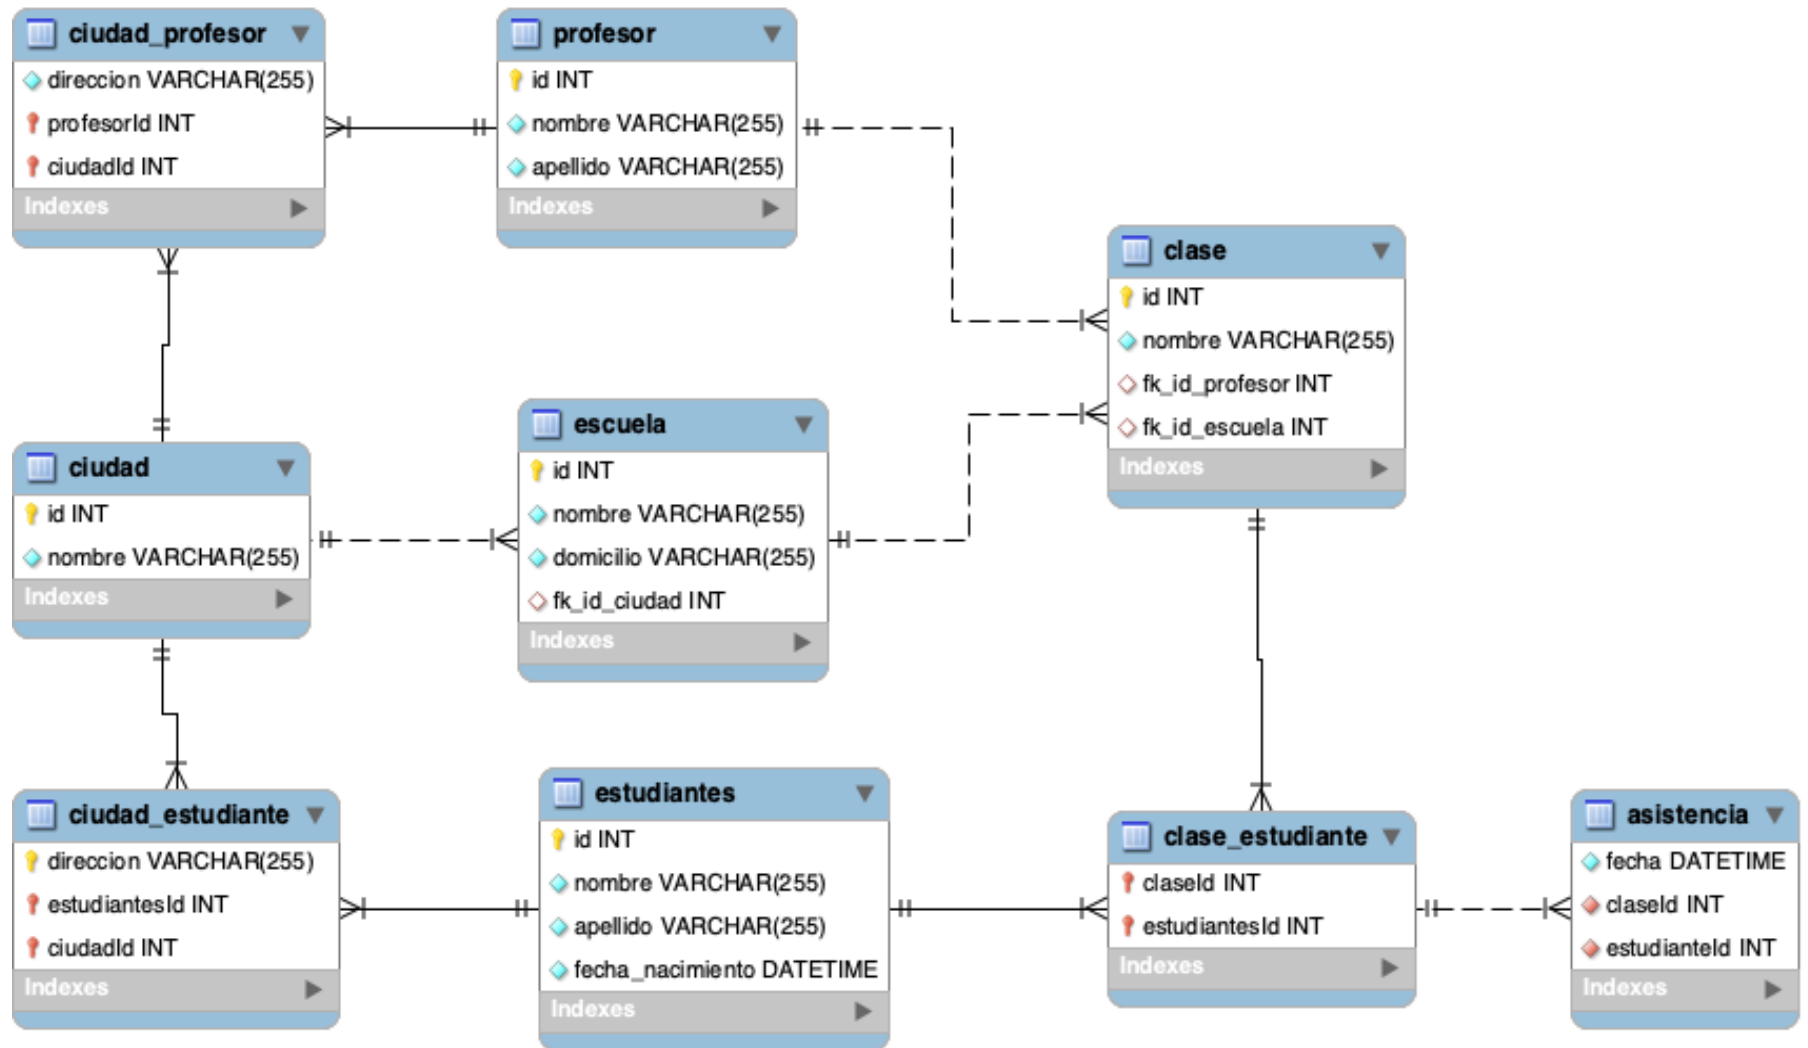 ciudad_profesor
direccion VARCHAR(255)
profesorId INT
ciudadId INT
Indexes
profesor
id INT
nombre VARCHAR(255)
apellido VARCHAR(255)
Indexes
clase
id INT
nombre VARCHAR(255)
fk_id_profesor INT
fk_id_escuela INT
Indexes
ciudad
id INT
nombre VARCHAR(255)
Indexes
escuela
id INT
nombre VARCHAR(255)
domicilio VARCHAR(255)
fk_id_ciudad INT
Indexes
ciudad_estudiante
direccion VARCHAR(255)
estudiantesId INT
ciudadId INT
Indexes
estudiantes
id INT
nombre VARCHAR(255)
apellido VARCHAR(255)
fecha_nacimiento DATETIME
Indexes
clase_estudiante
claseId INT
estudiantesId INT
Indexes
asistencia
fecha DATETIME
claseId INT
estudianteId INT
Indexes